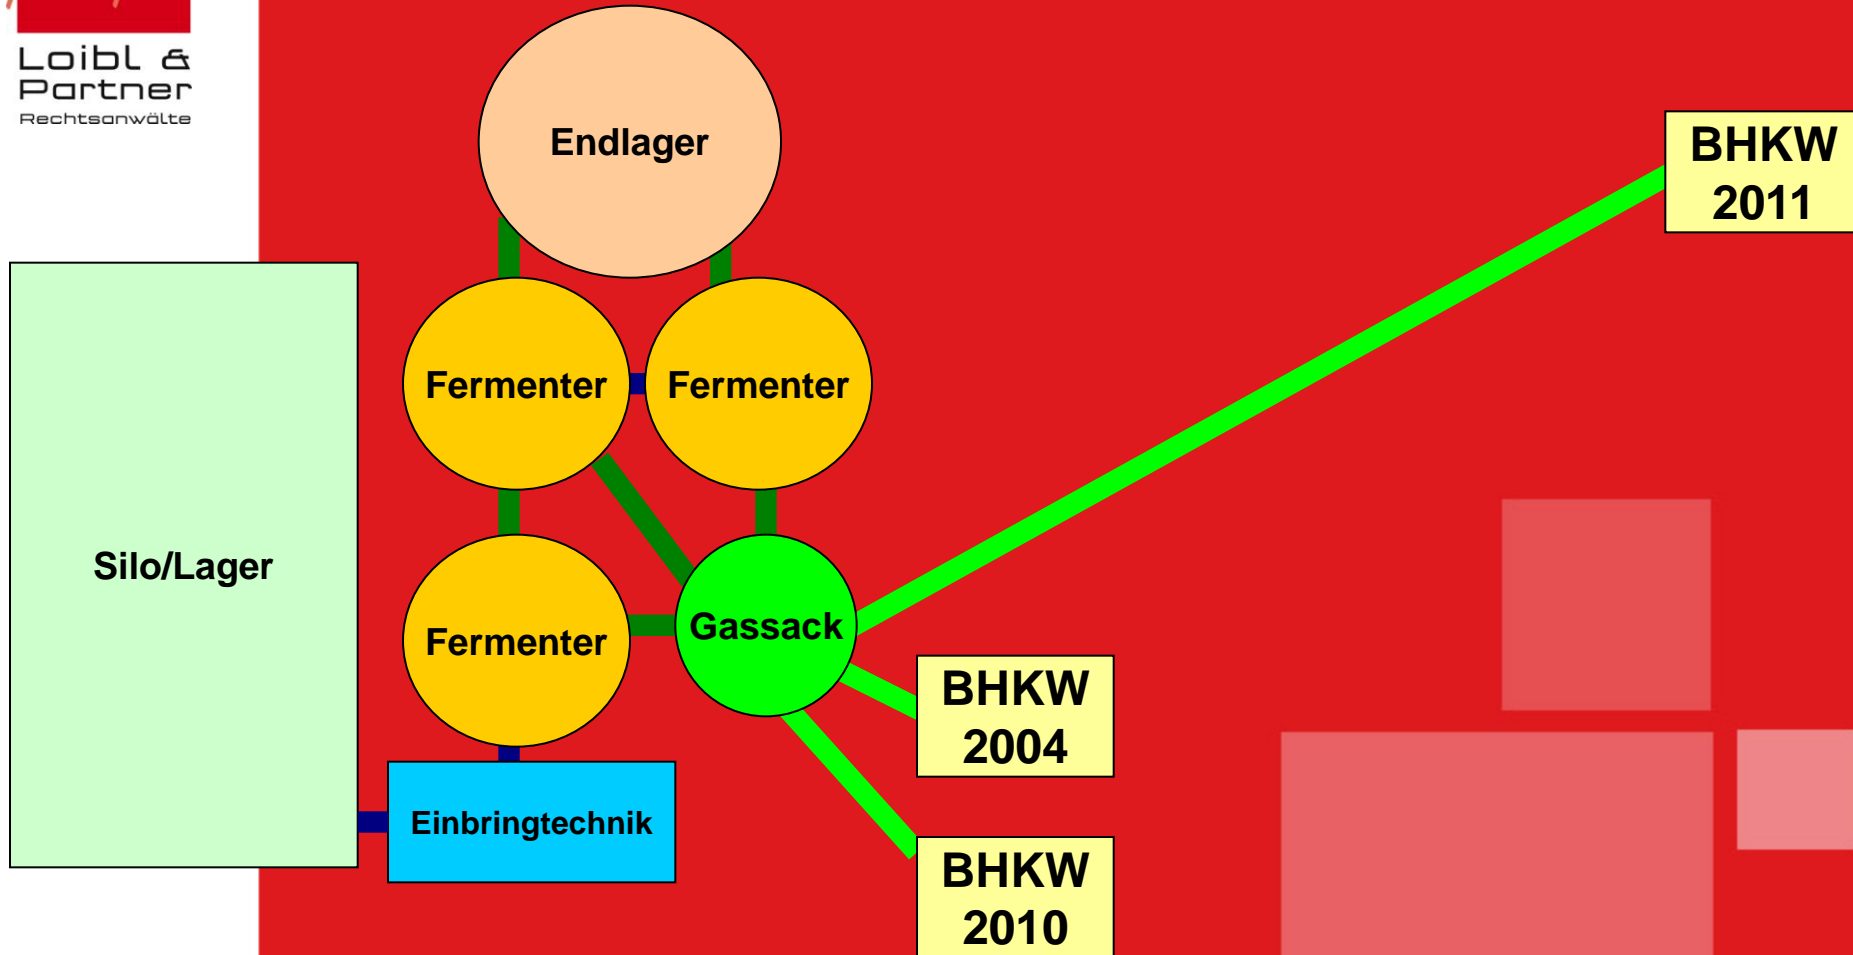 Loibl &
Partner
Rechtsanwälte
Endlager
BHKW
2011
Fermenter
Fermenter
Silo/Lager
Fermenter
Gassack
BHKW
2004
Einbringtechnik
BHKW
2010